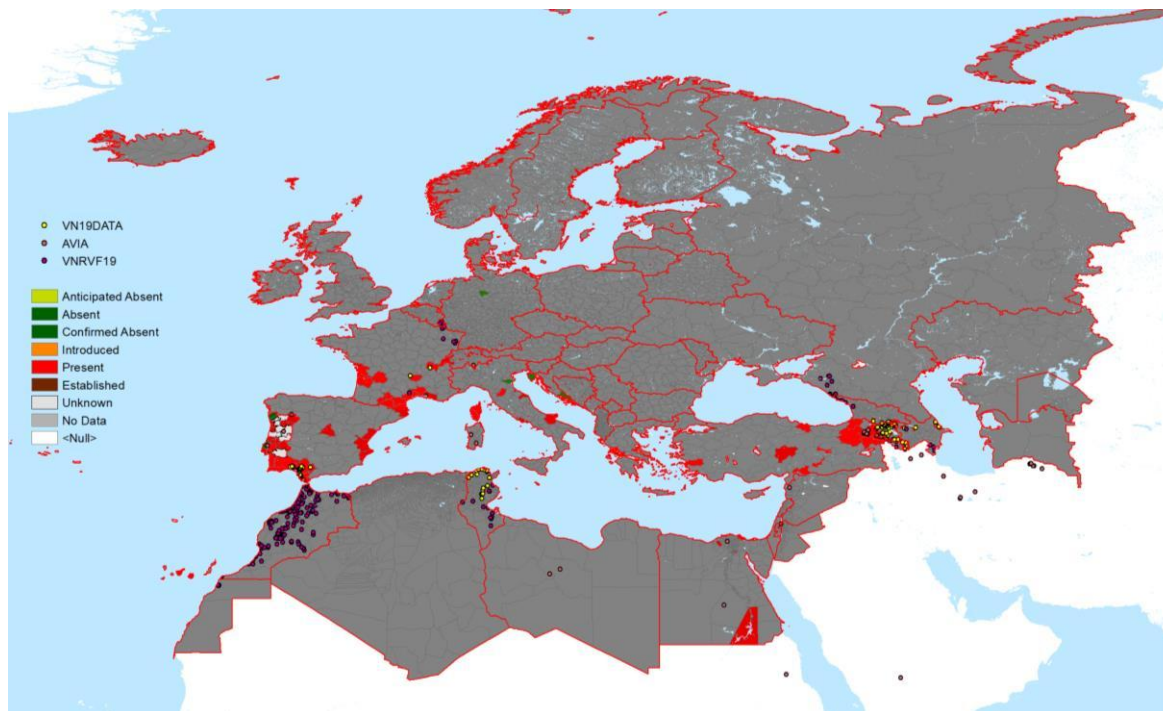 VN19DATA
AVIA
VNRVF19
Anticipated Absent
Absent
Confirmed Absent
Introduced
Present
Established
Unknown
No Data
<Null>